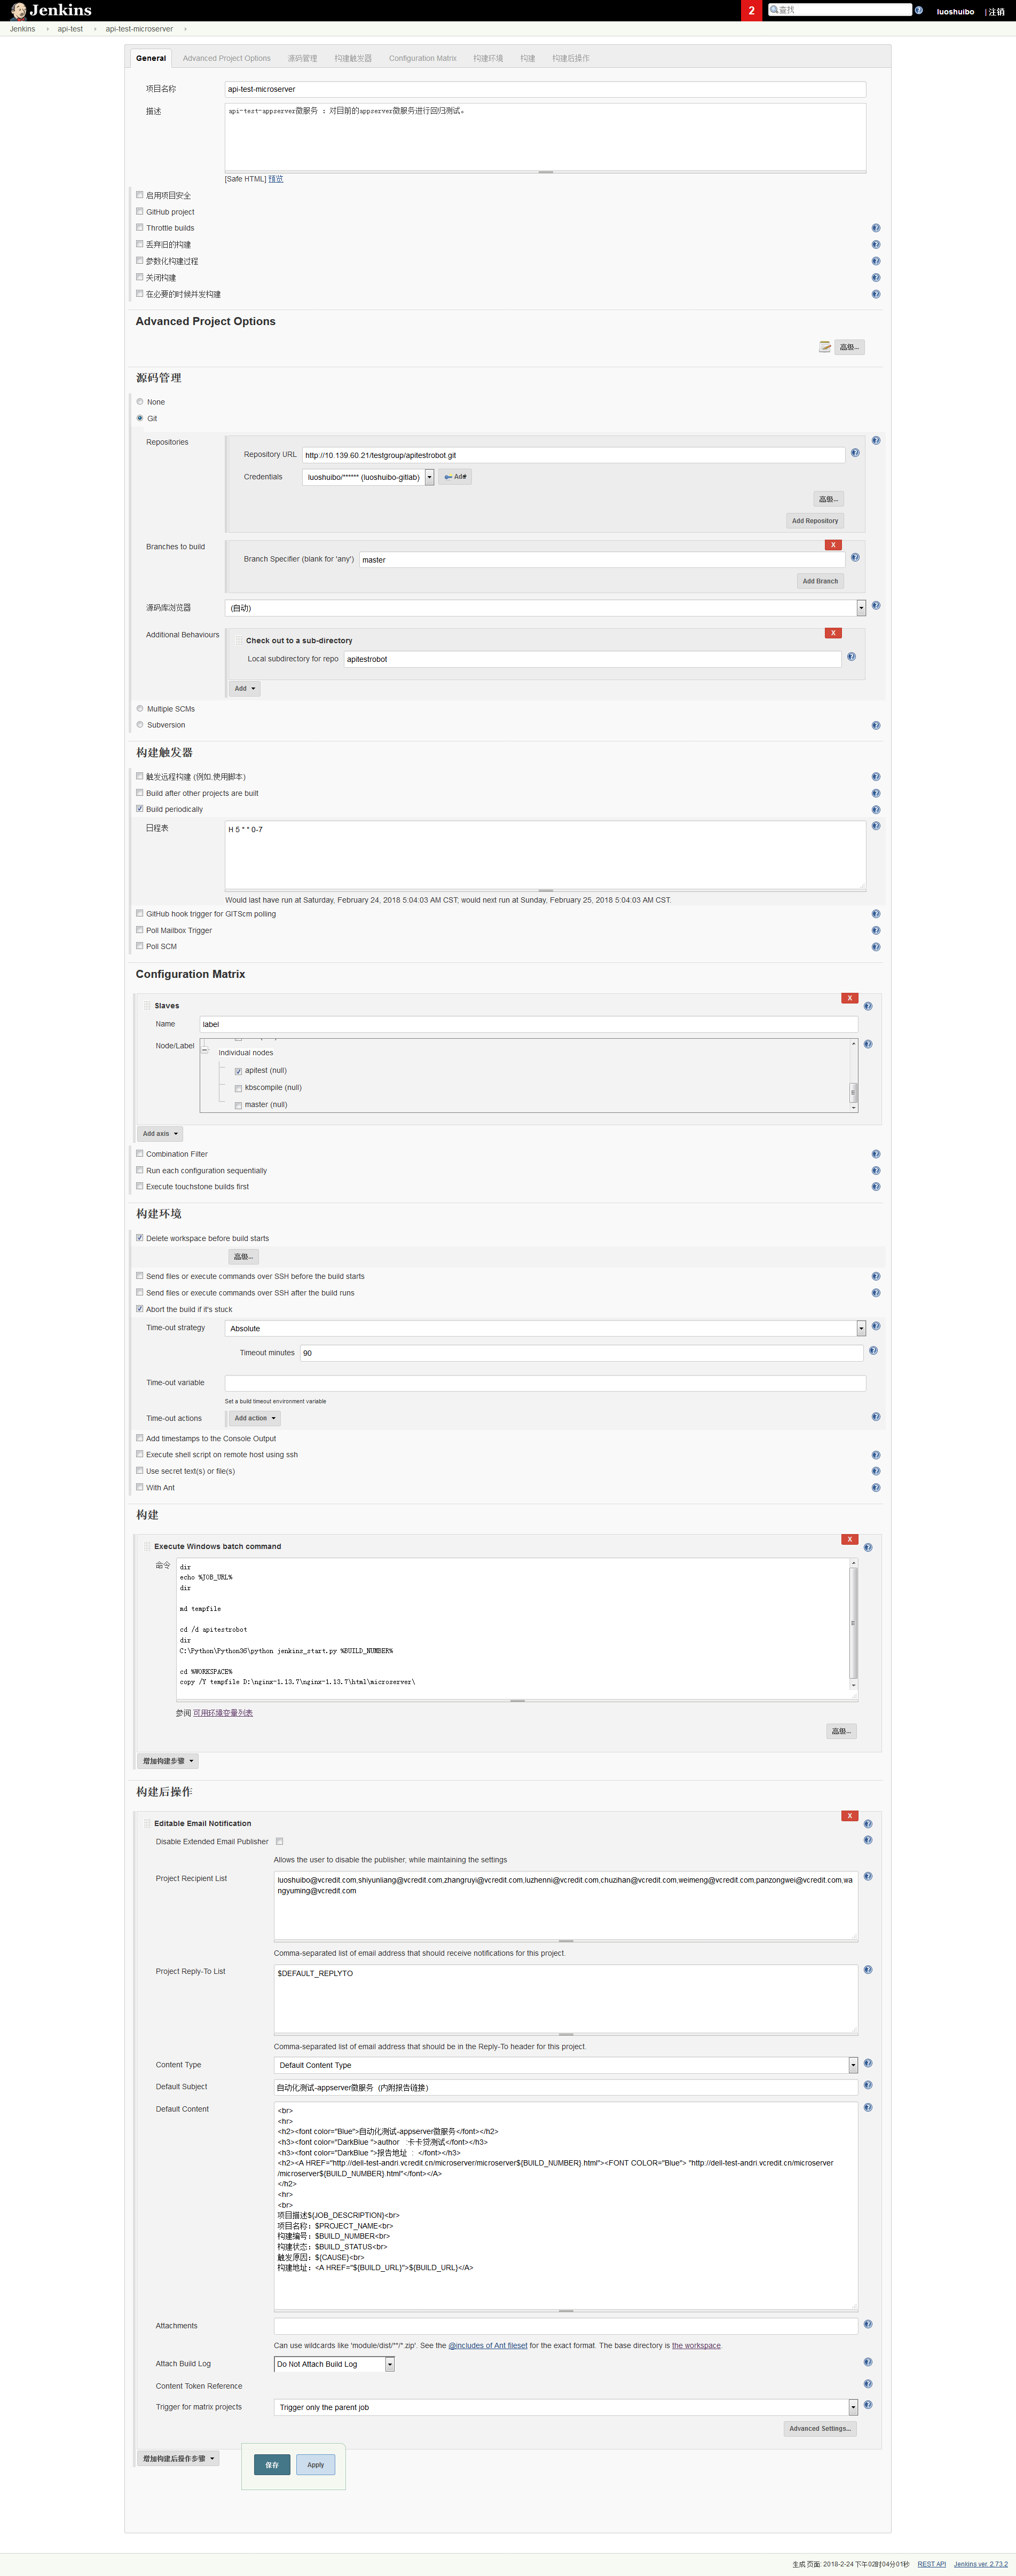 Jenkins
2
查找
luoshuibo
| 注销
Jenkins › api-test › api-test-microserver ›
General Advanced Project Options 源码管理 构建触发器 Configuration Matrix 构建环境 构建 构建后操作
项目名称 api-test-microserver
描述 api-test-appserver微服务 : 对目前的appserver微服务进行回归测试。
[Safe HTML] 预览
启用项目安全
GitHub project
Throttle builds
丢弃旧的构建
参数化构建过程
关闭构建
在必要的时候并发构建
Advanced Project Options
高级...
源码管理
None
Git
Repositories
Repository URL http://10.139.60.21/testgroup/apitestrobot.git
Credentials luoshuibo/****** (luoshuibo-gitlab)
高级...
Add Repository
Branches to build
X
Branch Specifier (blank for 'any') master
Add Branch
源码库浏览器 (自动)
Additional Behaviours
X
Check out to a sub-directory
Local subdirectory for repo apitestrobot
Add
Multiple SCMs
Subversion
构建触发器
触发远程构建 (例如,使用脚本)
Build after other projects are built
Build periodically
日程表 H 5 * * 0-7
Would last have run at Saturday, February 24, 2018 5:04:03 AM CST; would next run at Sunday, February 25, 2018 5:04:03 AM CST.
GitHub hook trigger for GITScm polling
Poll Mailbox Trigger
Poll SCM
Configuration Matrix
X
Slaves
Name label
Node/Label
Individual nodes
apitest (null)
kbscompile (null)
master (null)
Add axis
Combination Filter
Run each configuration sequentially
Execute touchstone builds first
构建环境
Delete workspace before build starts
高级...
Send files or execute commands over SSH before the build starts
Send files or execute commands over SSH after the build runs
Abort the build if it's stuck
Time-out strategy Absolute
Timeout minutes 90
Time-out variable
Set a build timeout environment variable
Time-out actions Add action
Add timestamps to the Console Output
Execute shell script on remote host using ssh
Use secret text(s) or file(s)
With Ant
构建
X
Execute Windows batch command
命令
dir
echo %JOB_URL%
dir
md tempfile
cd /d apitestrobot
dir
C:\Python\Python36\python jenkins_start.py %BUILD_NUMBER%
cd %WORKSPACE%
copy /Y tempfile D:\nginx-1.13.7\nginx-1.13.7\html\microserver\
参阅 可用环境变量列表
高级...
增加构建步骤
构建后操作
X
Editable Email Notification
Disable Extended Email Publisher
Allows the user to disable the publisher, while maintaining the settings
Project Recipient List
luoshuibo@vcredit.com,shiyunliang@vcredit.com,zhangruyi@vcredit.com,luzhenni@vcredit.com,chuzihan@vcredit.com,weimeng@vcredit.com,panzongwei@vcredit.com,wa
ngyuming@vcredit.com
Comma-separated list of email address that should receive notifications for this project.
Project Reply-To List $DEFAULT_REPLYTO
Comma-separated list of email address that should be in the Reply-To header for this project.
Content Type Default Content Type
Default Subject 自动化测试-appserver微服务 (内附报告链接)
Default Content
<br>
<hr>
<h2><font color="Blue">自动化测试-appserver微服务</font></h2>
<h3><font color="DarkBlue ">author :卡卡贷测试</font></h3>
<h3><font color="DarkBlue ">报告地址 : </font></h3>
<h2><A HREF="http://dell-test-andri.vcredit.cn/microserver/microserver${BUILD_NUMBER}.html"><FONT COLOR="Blue"> "http://dell-test-andri.vcredit.cn/microserver
/microserver${BUILD_NUMBER}.html"</font></A>
</h2>
<hr>
<br>
项目描述${JOB_DESCRIPTION}<br>
项目名称：$PROJECT_NAME<br>
构建编号：$BUILD_NUMBER<br>
构建状态：$BUILD_STATUS<br>
触发原因：${CAUSE}<br>
构建地址：<A HREF="${BUILD_URL}">${BUILD_URL}</A>
Attachments
Can use wildcards like 'module/dist/**/*.zip'. See the @includes of Ant fileset for the exact format. The base directory is the workspace.
Attach Build Log Do Not Attach Build Log
Content Token Reference
Trigger for matrix projects Trigger only the parent job
Advanced Settings...
增加构建后操作步骤
保存 Apply
生成页面: 2018-2-24 下午02时04分01秒 REST API Jenkins ver. 2.73.2